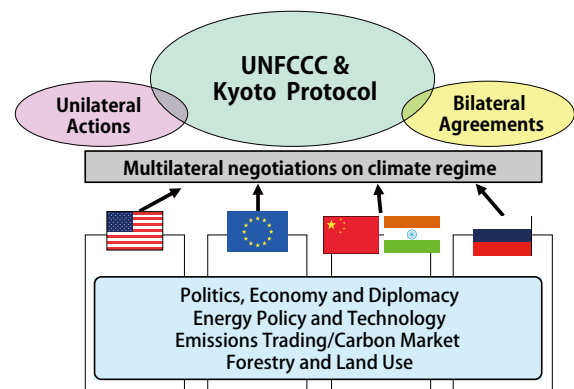 UNFCCC &
Kyoto Protocol
Unilateral
Actions
Bilateral
Agreements
Multilateral negotiations on climate regime
Politics, Economy and Diplomacy
Energy Policy and Technology
Emissions Trading/Carbon Market
Forestry and Land Use